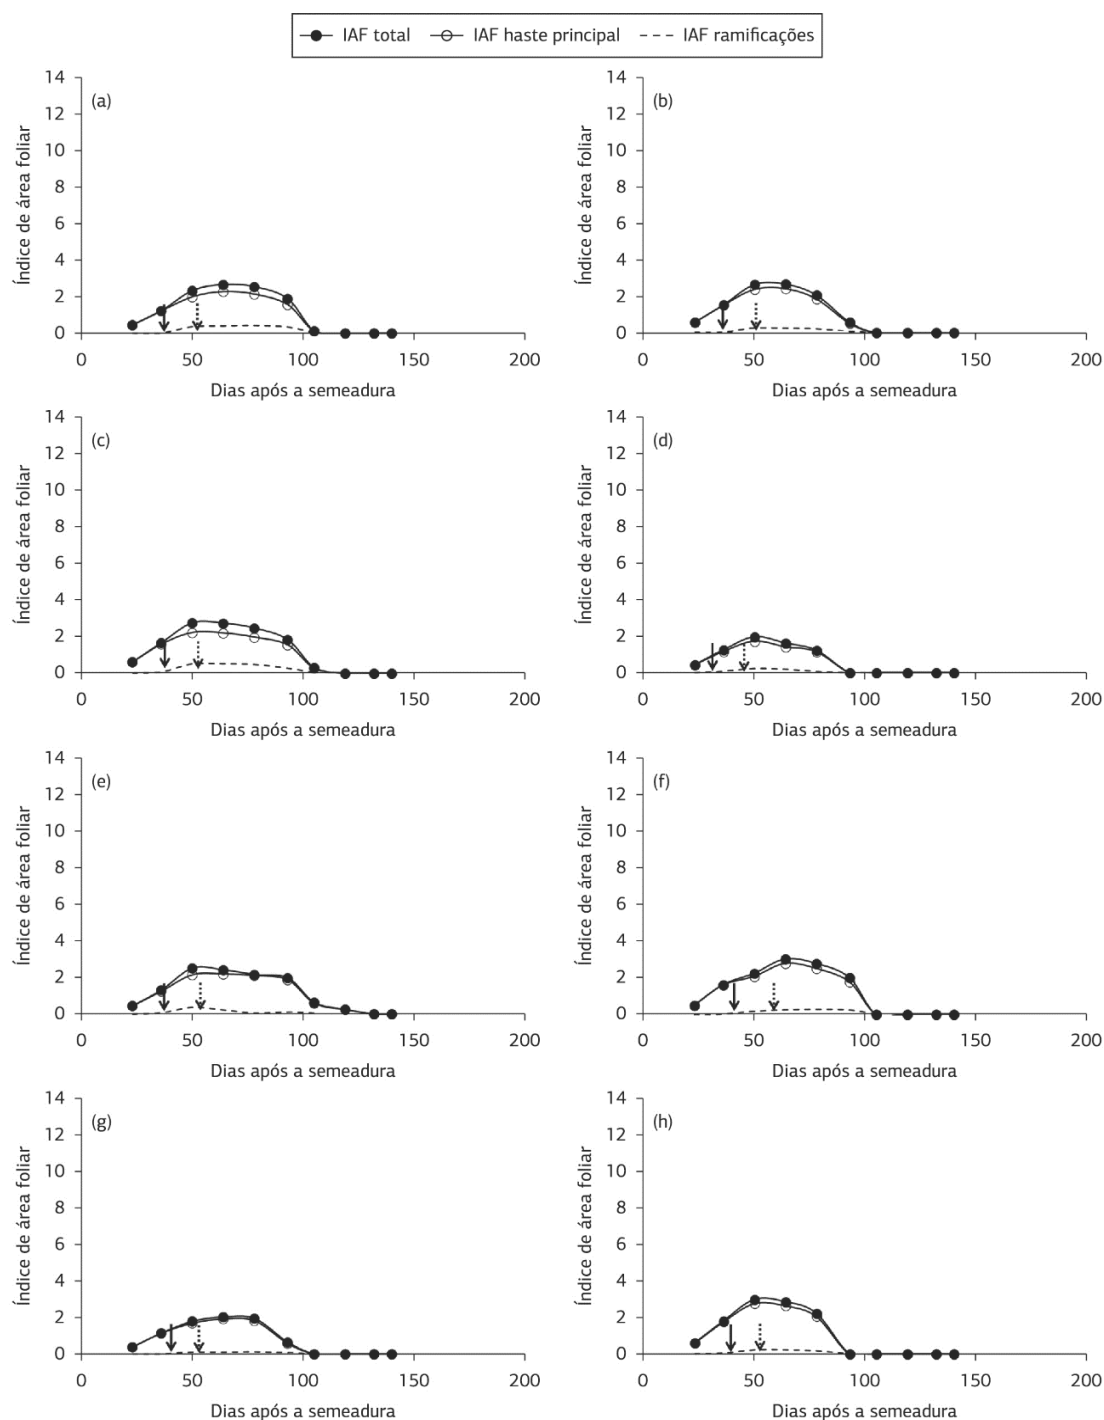 IAF total IAF haste principal IAF ramificações
(a)
Índice de área foliar
14
12
10
8
6
4
2
0
0 50 100 150 200
Dias após a semeadura
(b)
Índice de área foliar
14
12
10
8
6
4
2
0
0 50 100 150 200
Dias após a semeadura
(c)
Índice de área foliar
14
12
10
8
6
4
2
0
0 50 100 150 200
Dias após a semeadura
(d)
Índice de área foliar
14
12
10
8
6
4
2
0
0 50 100 150 200
Dias após a semeadura
(e)
Índice de área foliar
14
12
10
8
6
4
2
0
0 50 100 150 200
Dias após a semeadura
(f)
Índice de área foliar
14
12
10
8
6
4
2
0
0 50 100 150 200
Dias após a semeadura
(g)
Índice de área foliar
14
12
10
8
6
4
2
0
0 50 100 150 200
Dias após a semeadura
(h)
Índice de área foliar
14
12
10
8
6
4
2
0
0 50 100 150 200
Dias após a semeadura